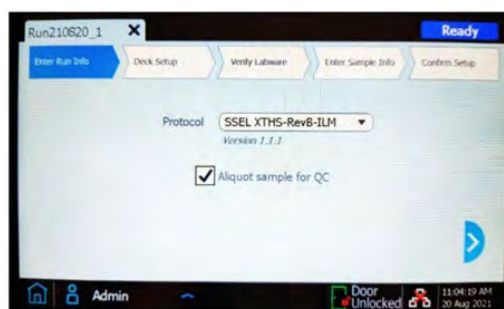 Run210820_1
Ready
Enter Run Info
Deck Setup
Verify Labware
Enter Sample Info
Confirm Setup
Protocol
SSEL XTHS-RevB-ILM
Version 1.1.1
Aliquot sample for QC
Admin
Door
Unlocked
11:04:19 AM
20 Aug 2021